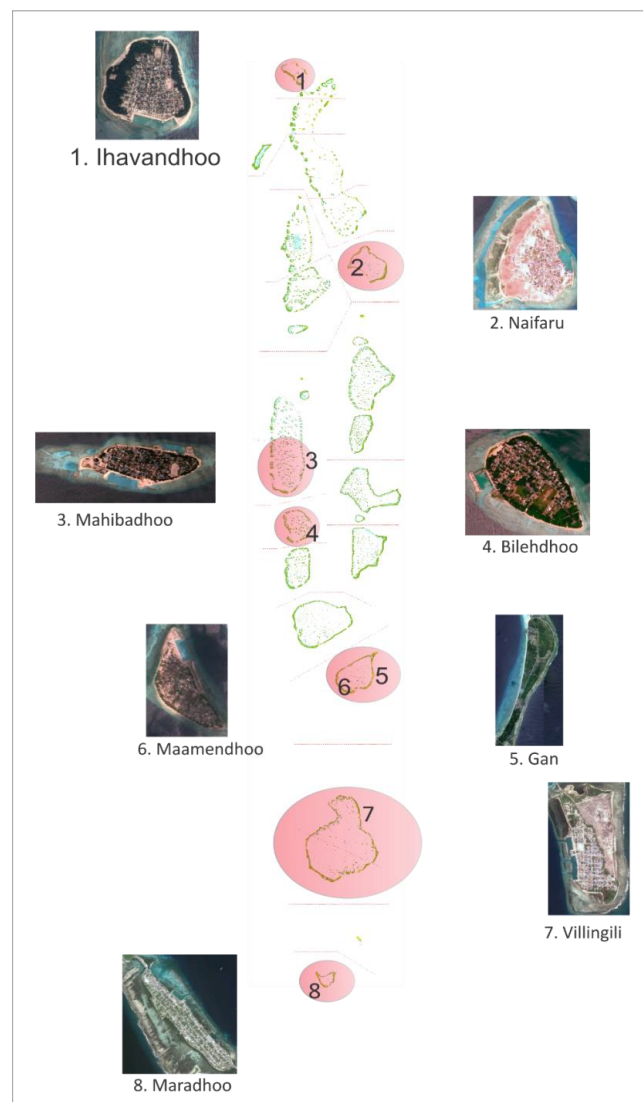 1
1. Ihavandhoo
2
2. Naifaru
3
3. Mahibadhoo
4
4. Bilehdhoo
5
6
6. Maamendhoo
5. Gan
7
7. Villingili
8
8. Maradhoo